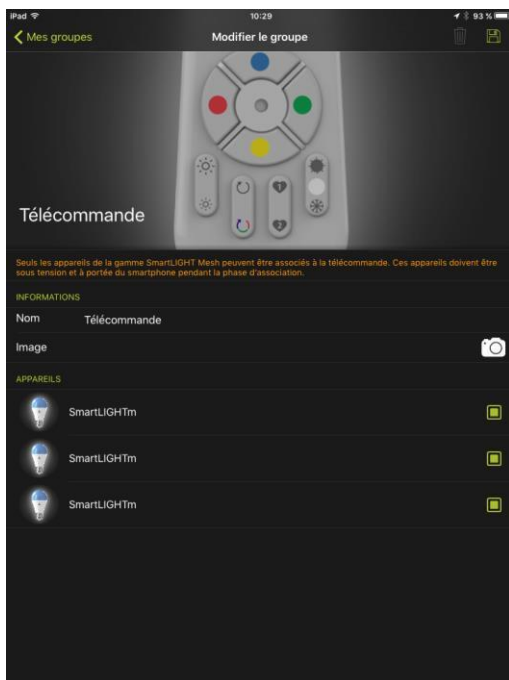 iPad 10:29 93 %
Mes groupes Modifier le groupe
1
2
Télécommande
Seuls les appareils de la gamme SmartLIGHT Mesh peuvent être associés à la télécommande. Ces appareils doivent être
sous tension et à portée du smartphone pendant la phase d'association.
INFORMATIONS
Nom Télécommande
Image
APPAREILS
SmartLIGHTm
SmartLIGHTm
SmartLIGHTm